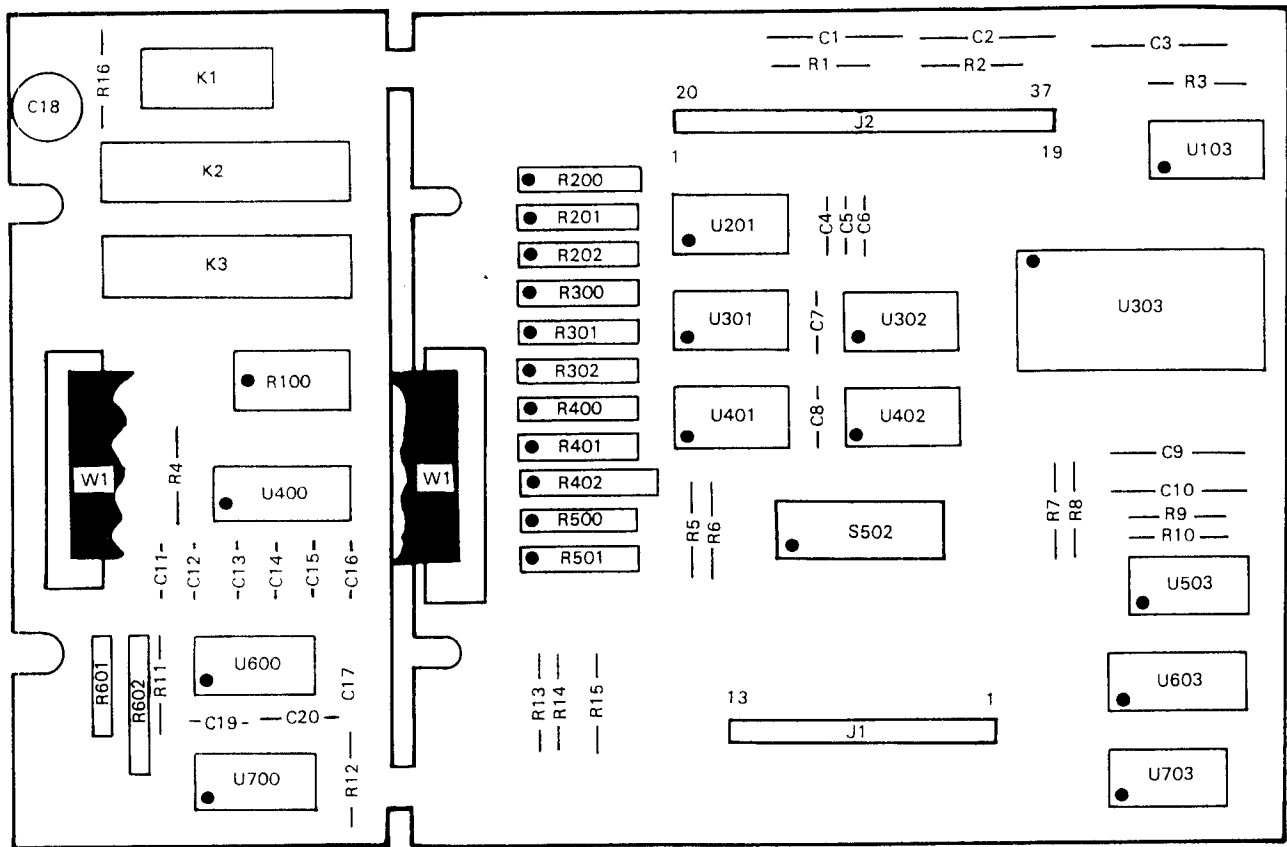 R16
K1
C18
K2
K3
R100
W1
R4
U400
C11
C12
C13
C14
C15
C16
R601
R602
R11
U600
C17
C19
C20
U700
R12
C1
C2
C3
R1
R2
R3
20
37
J2
1
19
U103
R200
R201
R202
R300
R301
R302
R400
R401
R402
R500
R501
W1
U201
C4
C5
C6
U301
C7
U302
U303
U401
C8
U402
C9
C10
R9
R10
R5
R6
S502
R7
R8
U503
R13
R14
R15
13
1
J1
U603
U703